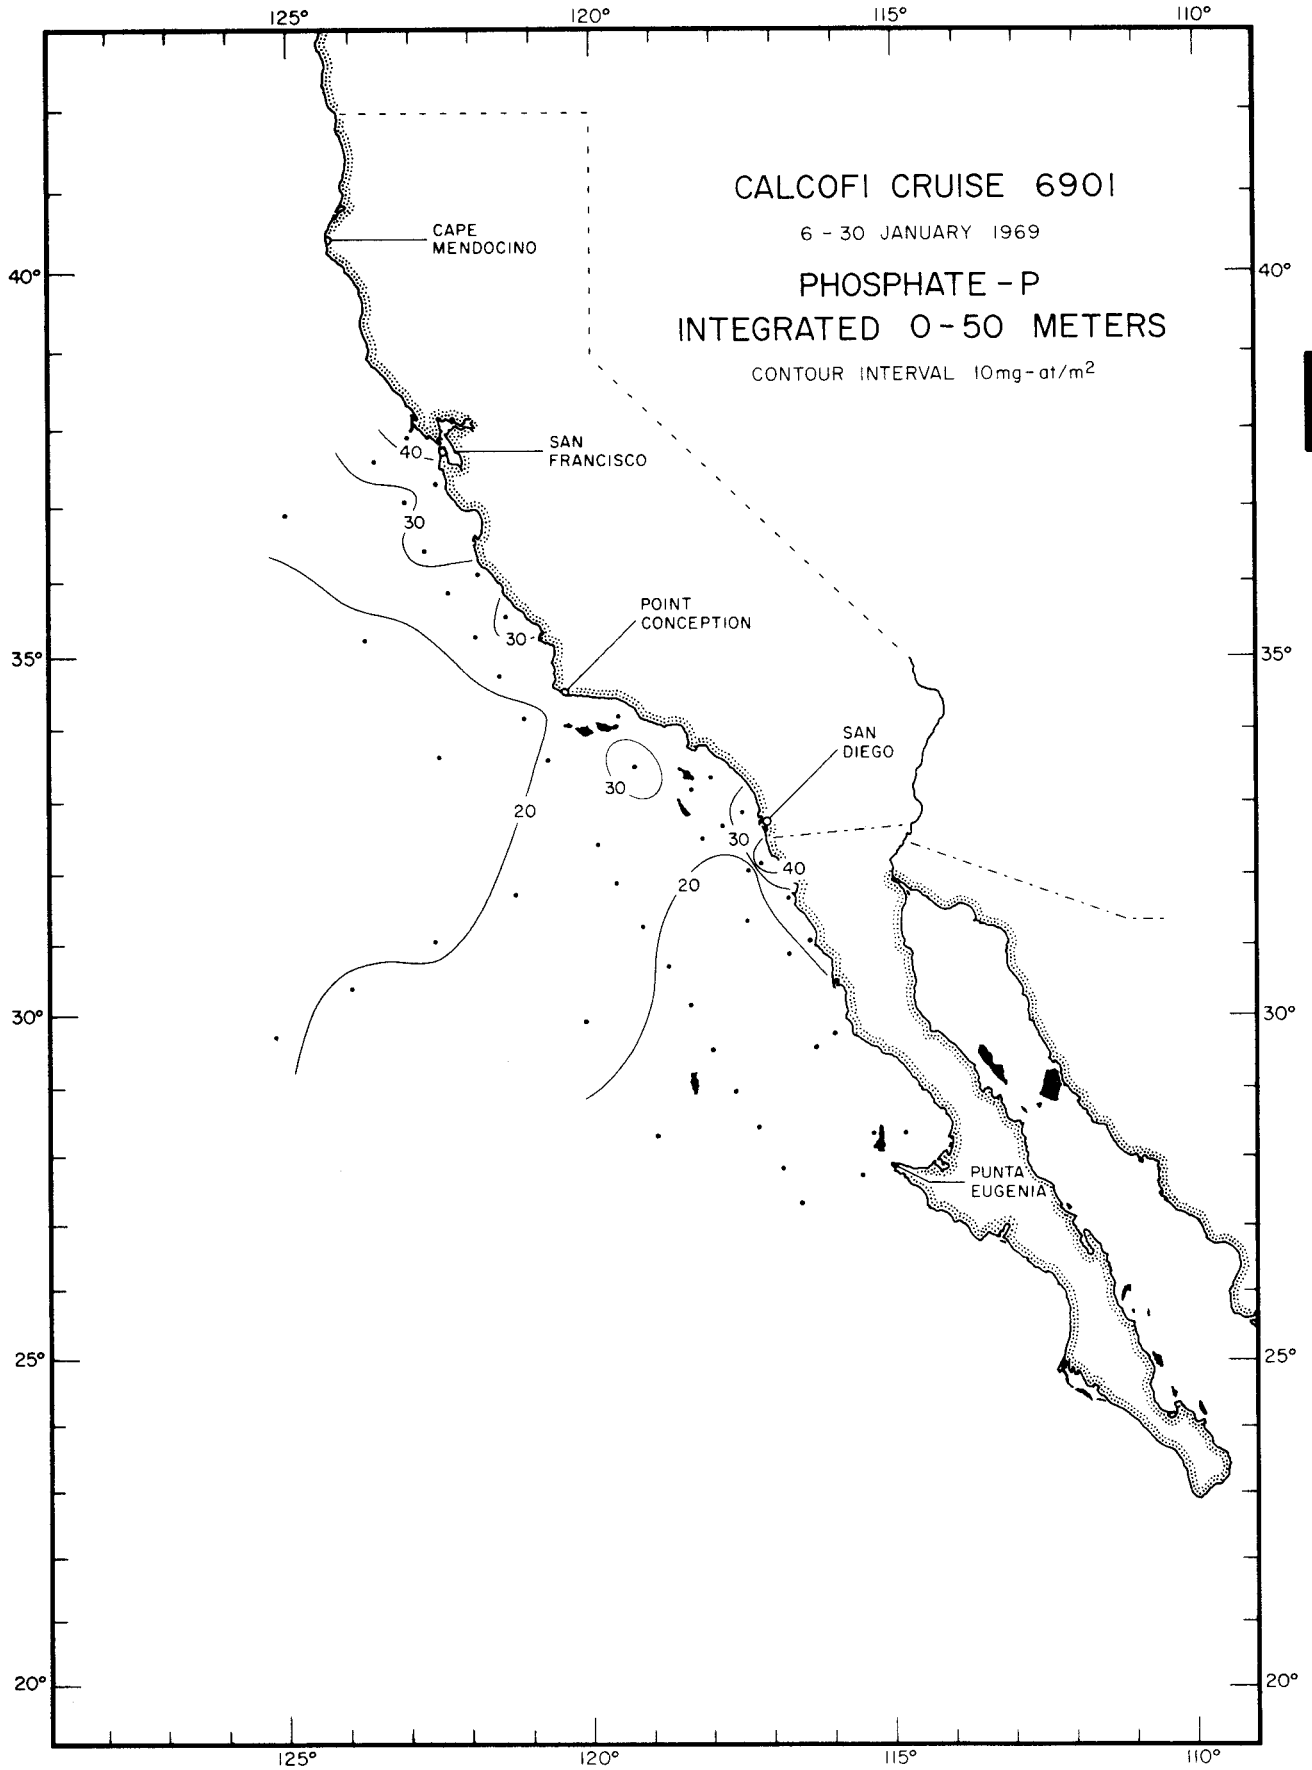 125°
120°
115°
110°
CALCOFI CRUISE 6901
6 - 30 JANUARY 1969
PHOSPHATE - P
INTEGRATED 0 - 50 METERS
CONTOUR INTERVAL 10mg-at/m²
CAPE
MENDOCINO
40°
40°
SAN
FRANCISCO
40
30
POINT
CONCEPTION
30
35°
35°
SAN
DIEGO
30
20
30
40
20
30°
30°
PUNTA
EUGENIA
25°
25°
20°
20°
125°
120°
115°
110°